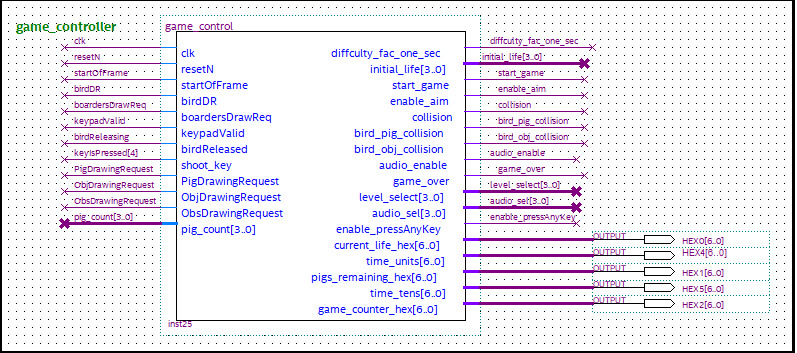 game_controller
game_control
clk
resetN
startOfFrame
birdDR
boardersDrawReq
keypadValid
birdReleasing
keyIsPressed[4]
PigDrawingRequest
ObjDrawingRequest
ObsDrawingRequest
pig_count[3..0]
clk
resetN
startOfFrame
birdDR
boardersDrawReq
keypadValid
birdReleased
shoot_key
PigDrawingRequest
ObjDrawingRequest
ObsDrawingRequest
pig_count[3..0]
diffculty_fac_one_sec
initial_life[3..0]
start_game
enable_aim
collision
bird_pig_collision
bird_obj_collision
audio_enable
game_over
level_select[3..0]
audio_sel[3..0]
enable_pressAnyKey
current_life_hex[6..0]
time_units[6..0]
pigs_remaining_hex[6..0]
time_tens[6..0]
game_counter_hex[6..0]
diffculty_fac_one_sec
initial_life[3..0]
start_game
enable_aim
collision
bird_pig_collision
bird_obj_collision
audio_enable
game_over
level_select[3..0]
audio_sel[3..0]
enable_pressAnyKey
OUTPUT HEX0[6..0]
OUTPUT HEX4[6..0]
OUTPUT HEX1[6..0]
OUTPUT HEX5[6..0]
OUTPUT HEX2[6..0]
inst25